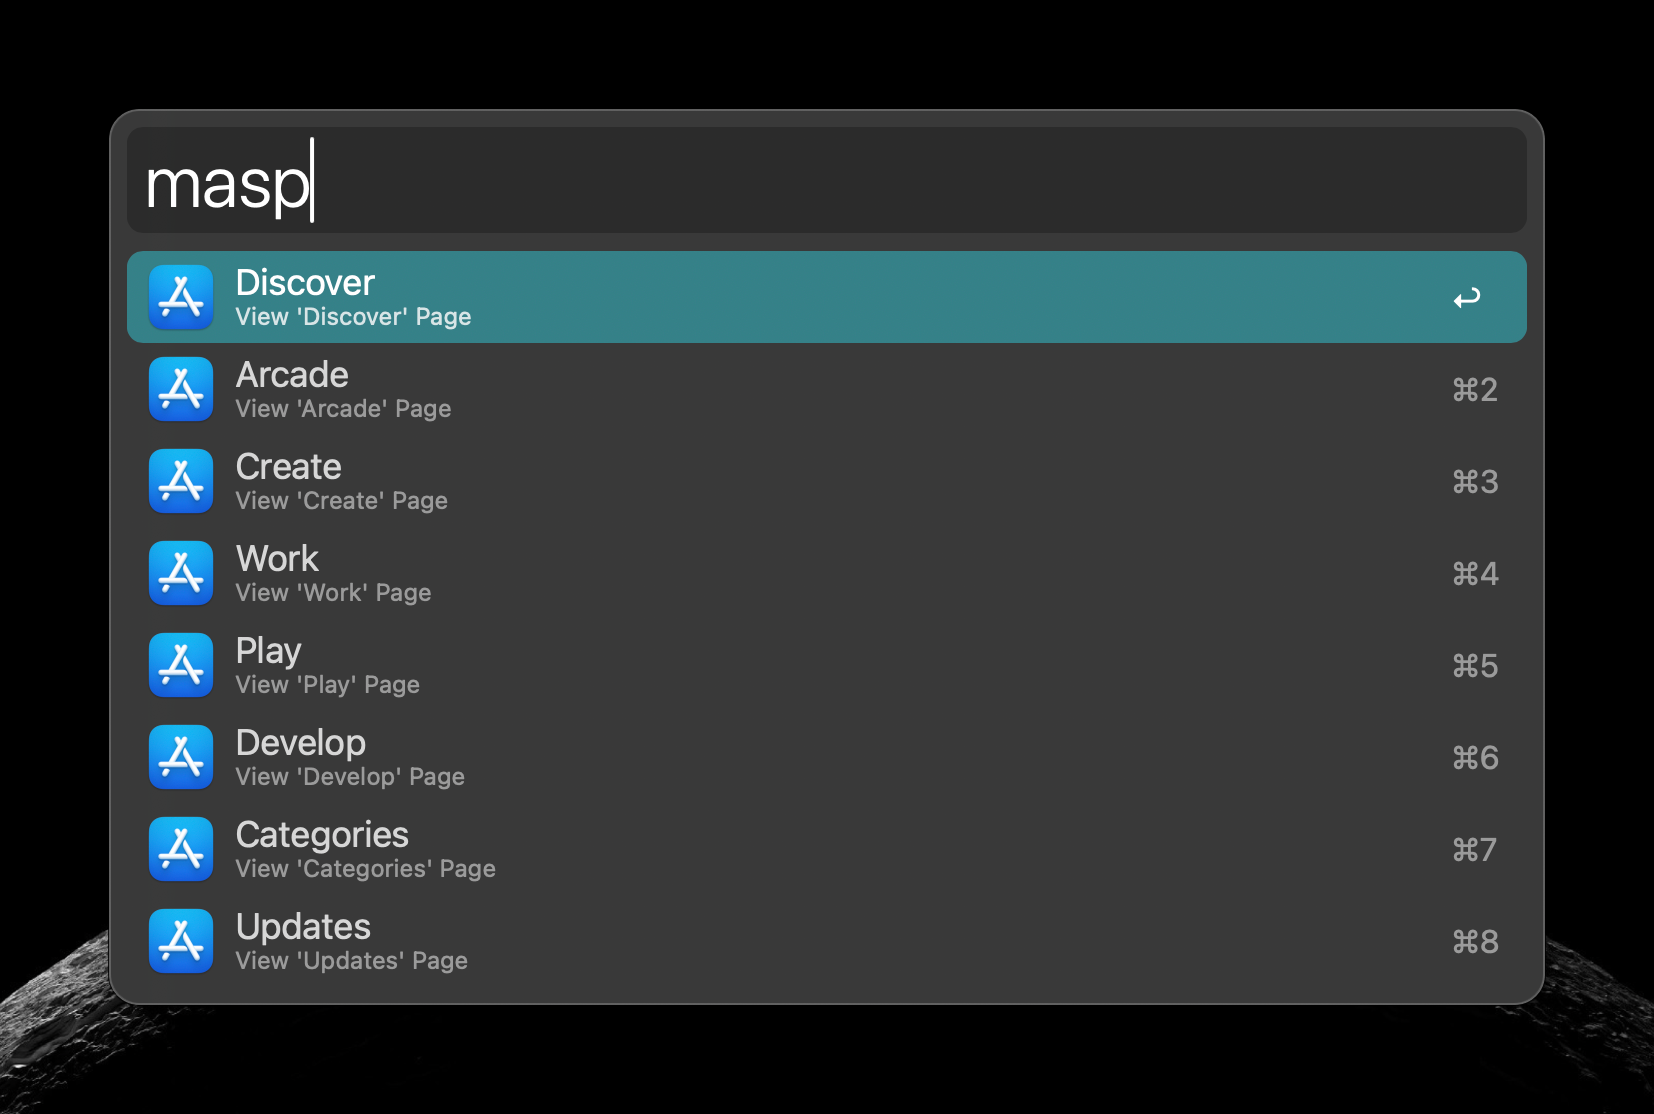 masp
Discover
View 'Discover' Page
Arcade
View 'Arcade' Page
⌘2
Create
View 'Create' Page
⌘3
Work
View 'Work' Page
⌘4
Play
View 'Play' Page
⌘5
Develop
View 'Develop' Page
⌘6
Categories
View 'Categories' Page
⌘7
Updates
View 'Updates' Page
⌘8